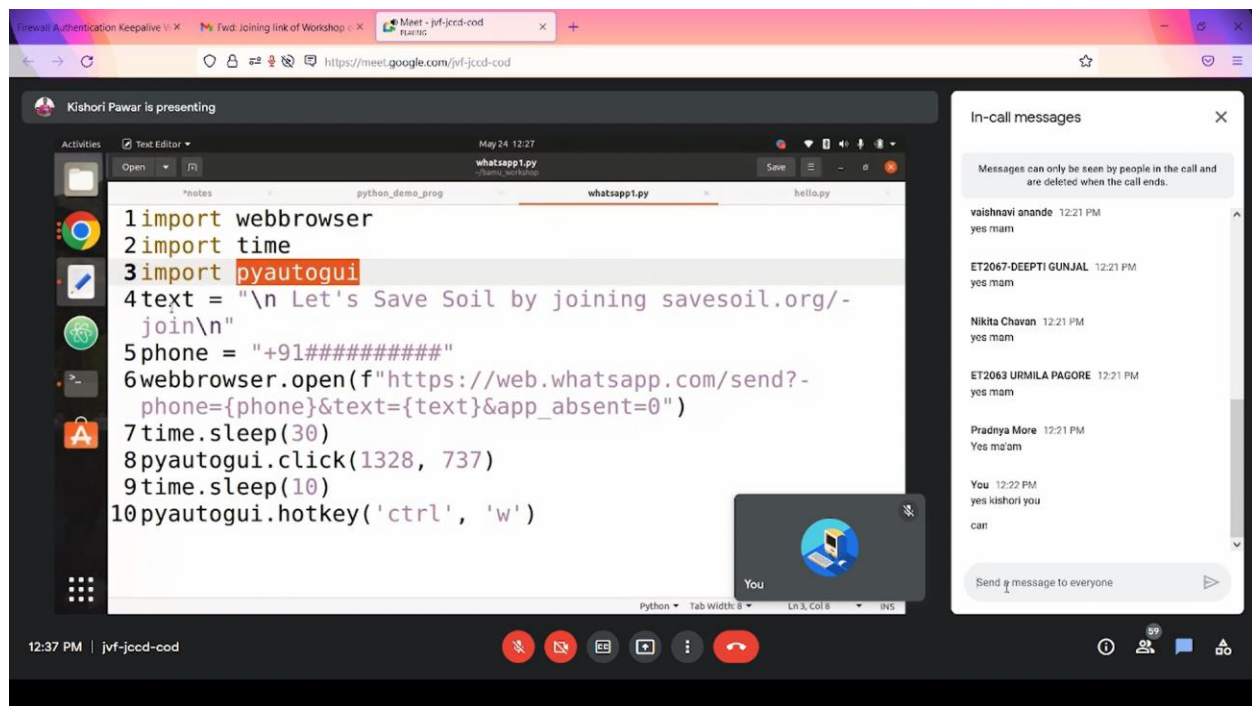 Firewall Authentication Keepalive W
Fwd: Joining link of Workshop o
Meet - jvf-jccd-cod
PLAYING
https://meet.google.com/jvf-jccd-cod
Kishori Pawar is presenting
Activities
Text Editor
May 24 12:27
Open
whatsapp1.py
~/bamu_workshop
Save
*notes
python_demo_prog
whatsapp1.py
hello.py
1 import webbrowser
2 import time
3 import pyautogui
4 text = "\n Let's Save Soil by joining savesoil.org/-
join\n"
5 phone = "+91##########"
6 webbrowser.open(f"https://web.whatsapp.com/send?-
phone={phone}&text={text}&app_absent=0")
7 time.sleep(30)
8 pyautogui.click(1328, 737)
9 time.sleep(10)
10 pyautogui.hotkey('ctrl', 'w')
You
Python
Tab Width: 8
Ln 3, Col 8
INS
In-call messages
Messages can only be seen by people in the call and
are deleted when the call ends.
vaishnavi anande 12:21 PM
yes mam
ET2067-DEEPTI GUNJAL 12:21 PM
yes mam
Nikita Chavan 12:21 PM
yes mam
ET2063 URMILA PAGORE 12:21 PM
yes mam
Pradnya More 12:21 PM
Yes ma'am
You 12:22 PM
yes kishori you
can
Send a message to everyone
12:37 PM | jvf-jccd-cod
CC
59